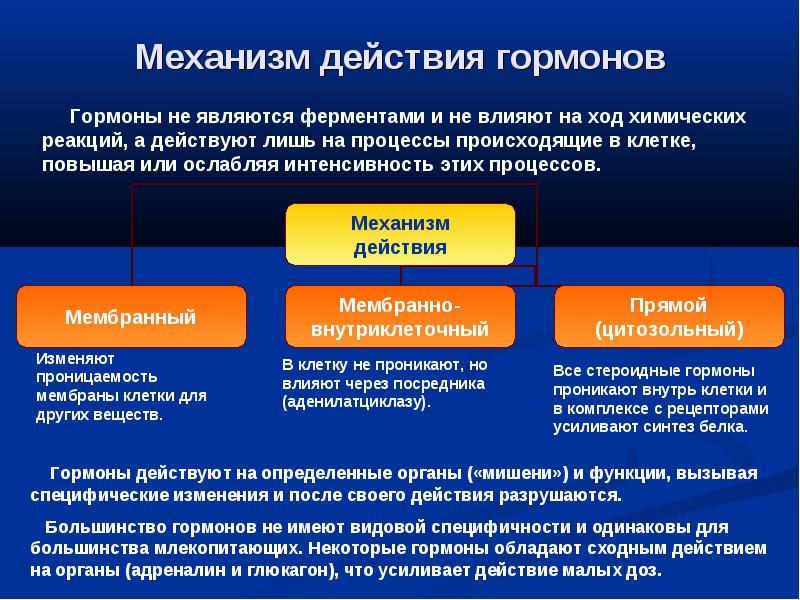 Механизм действия гормонов
Гормоны не являются ферментами и не влияют на ход химических
реакций, а действуют лишь на процессы происходящие в клетке,
повышая или ослабляя интенсивность этих процессов.
Механизм
действия
Мембранный
Мембранно-
внутриклеточный
Прямой
(цитозольный)
Изменяют
проницаемость
мембраны клетки для
других веществ.
В клетку не проникают, но
влияют через посредника
(аденилатциклазу).
Все стероидные гормоны
проникают внутрь клетки и
в комплексе с рецепторами
усиливают синтез белка.
Гормоны действуют на определенные органы («мишени») и функции, вызывая
специфические изменения и после своего действия разрушаются.
Большинство гормонов не имеют видовой специфичности и одинаковы для
большинства млекопитающих. Некоторые гормоны обладают сходным действием
на органы (адреналин и глюкагон), что усиливает действие малых доз.